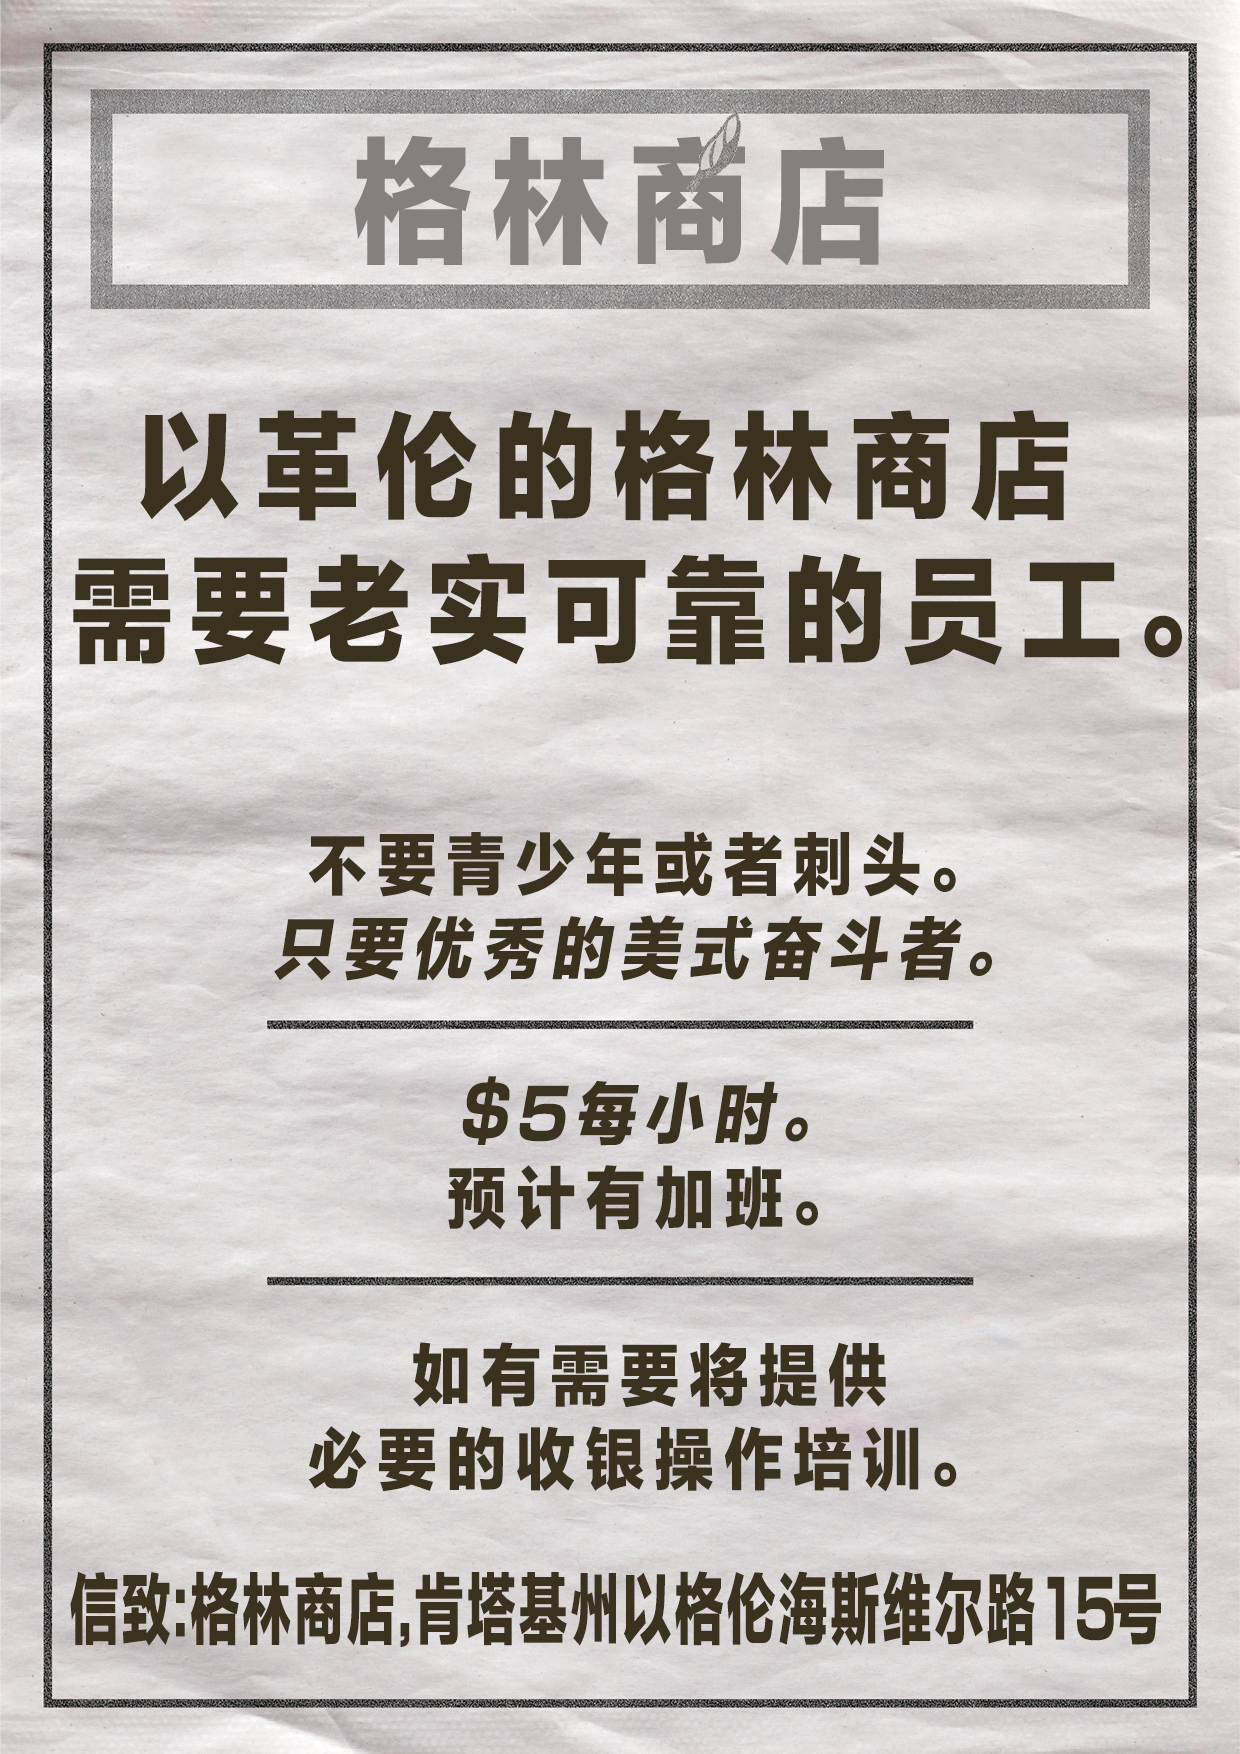 格林商店
以革伦的格林商店
需要老实可靠的员工。
不要青少年或者刺头。
只要优秀的美式奋斗者。
$5每小时。
预计有加班。
如有需要将提供
必要的收银操作培训。
信致:格林商店,肯塔基州以格伦海斯维尔路15号